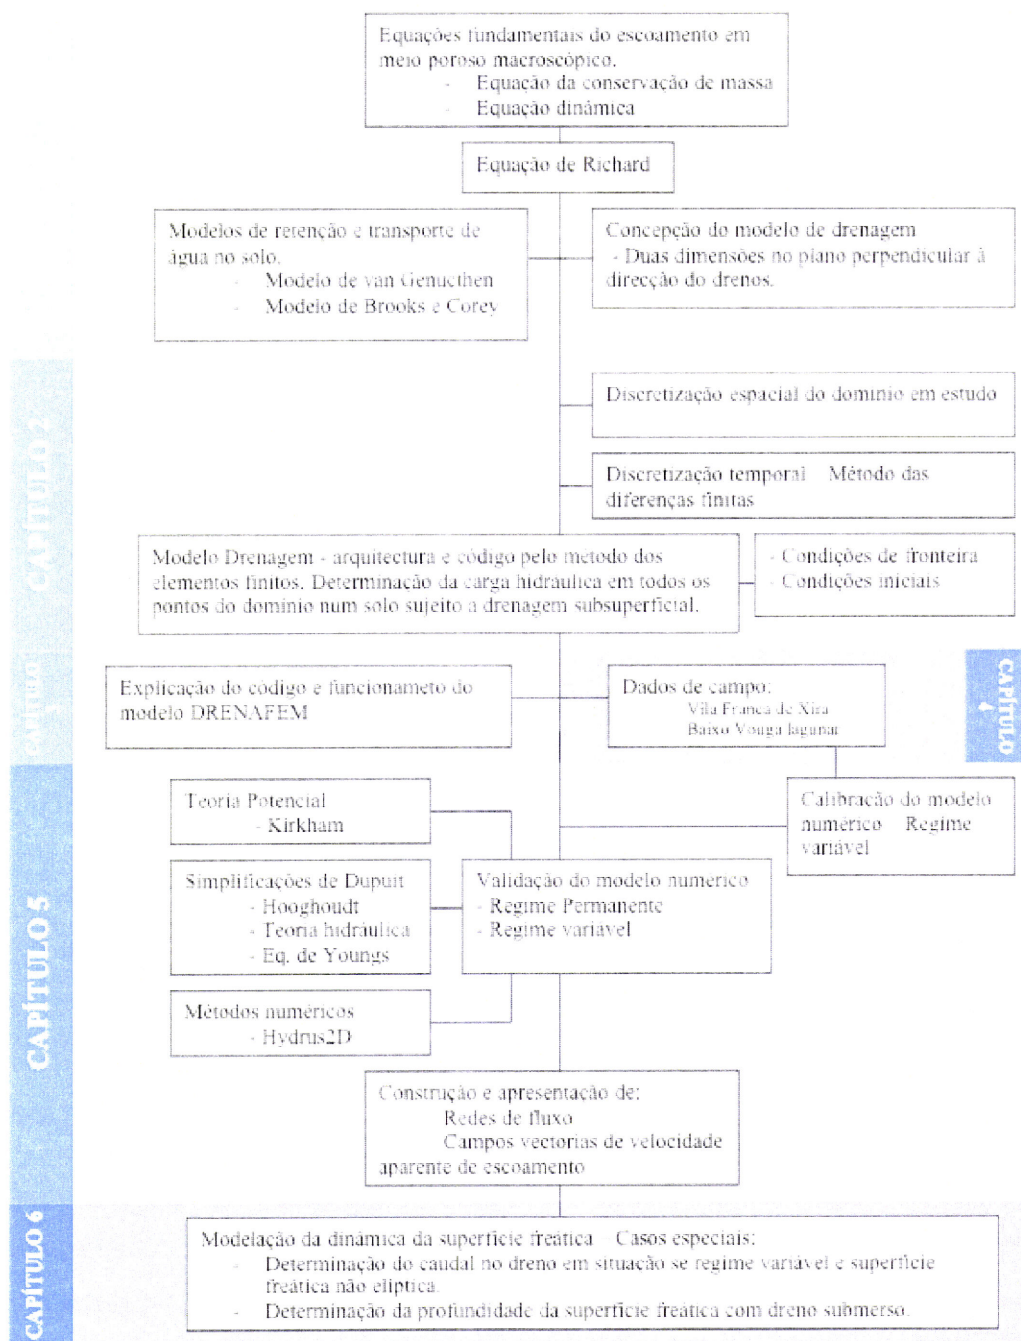 Equações fundamentais do escoamento em
meio poroso macroscópico.
- Equação da conservação de massa
- Equação dinâmica
Equação de Richard
Modelos de retenção e transporte de
água no solo.
- Modelo de van Genucthen
- Modelo de Brooks e Corey
Concepção do modelo de drenagem
- Duas dimensões no plano perpendicular à
direcção do drenos.
CAPÍTULO 2
Discretização espacial do domínio em estudo
Discretização temporal Método das
diferenças finitas
Modelo Drenagem - arquitectura e código pelo método dos
elementos finitos. Determinação da carga hidráulica em todos os
pontos do domínio num solo sujeito a drenagem subsuperficial.
- Condições de fronteira
- Condições iniciais
CAPÍTULO
Explicação do código e funcionameto do
modelo DRENAFEM
Dados de campo:
Vila Franca de Xira
Baixo Vouga lagunar
CAPÍTULO
4
Calibração do modelo
numérico Regime
variável
CAPÍTULO 5
Teoria Potencial
- Kirkham
Simplificações de Dupuit
- Hooghoudt
- Teoria hidráulica
- Eq. de Youngs
Validação do modelo numérico
- Regime Permanente
- Regime variável
Métodos numéricos
- Hydrus2D
Construção e apresentação de:
Redes de fluxo
Campos vectorias de velocidade
aparente de escoamento
CAPÍTULO 6
Modelação da dinâmica da superfície freática Casos especiais:
- Determinação do caudal no dreno em situação se regime variável e superfície
freática não elíptica.
- Determinação da profundidade da superfície freática com dreno submerso.